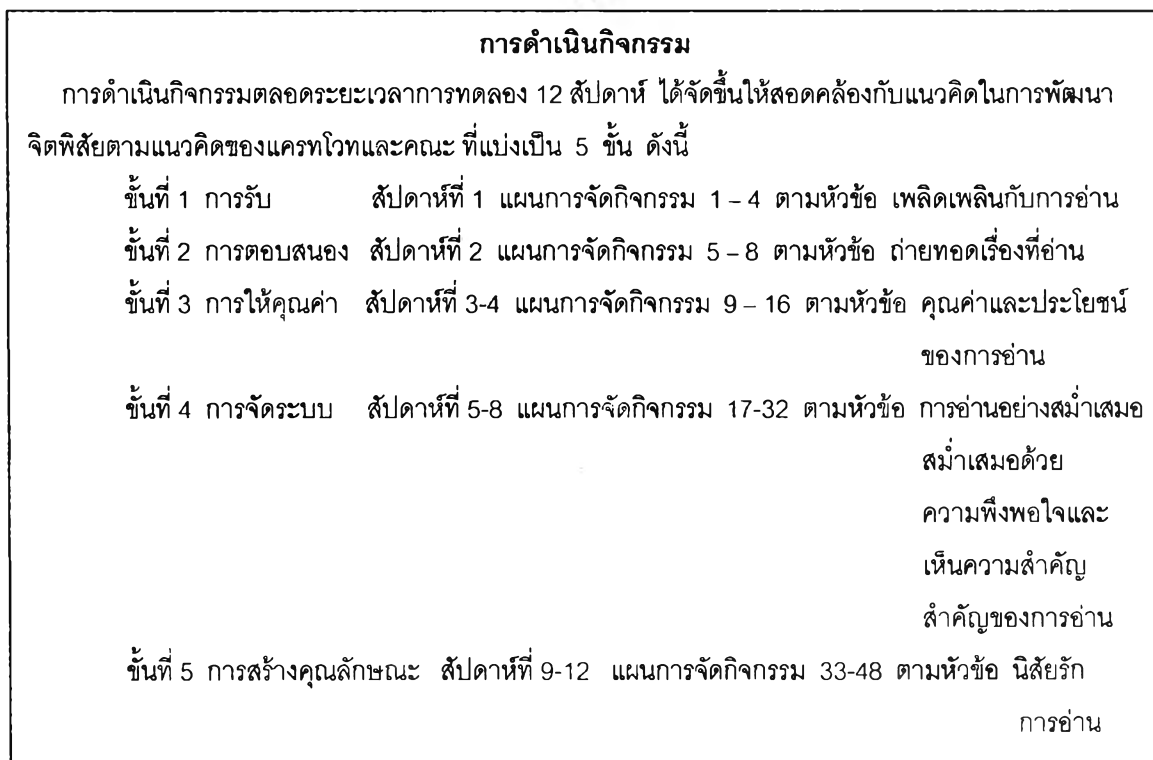 การดำเนินกิจกรรม
การดำเนินกิจกรรมตลอดระยะเวลาการทดลอง 12 สัปดาห์ ได้จัดขึ้นให้สอดคล้องกับแนวคิดในการพัฒนา
จิตพิสัยตามแนวคิดของแครทโวทและคณะ ที่แบ่งเป็น 5 ขั้น ดังนี้
ขั้นที่ 1 การรับ สัปดาห์ที่ 1 แผนการจัดกิจกรรม 1 – 4 ตามหัวข้อ เพลิดเพลินกับการอ่าน
ขั้นที่ 2 การตอบสนอง สัปดาห์ที่ 2 แผนการจัดกิจกรรม 5 – 8 ตามหัวข้อ ถ่ายทอดเรื่องที่อ่าน
ขั้นที่ 3 การให้คุณค่า สัปดาห์ที่ 3-4 แผนการจัดกิจกรรม 9 – 16 ตามหัวข้อ คุณค่าและประโยชน์
ของการอ่าน
ขั้นที่ 4 การจัดระบบ สัปดาห์ที่ 5-8 แผนการจัดกิจกรรม 17-32 ตามหัวข้อ การอ่านอย่างสม่ำเสมอ
สม่ำเสมอด้วย
ความพึงพอใจและ
เห็นความสำคัญ
สำคัญของการอ่าน
ขั้นที่ 5 การสร้างคุณลักษณะ สัปดาห์ที่ 9-12 แผนการจัดกิจกรรม 33-48 ตามหัวข้อ นิสัยรัก
การอ่าน